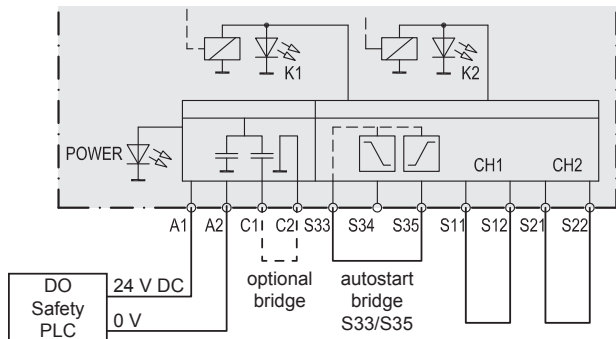 K1
K2
POWER
CH1
CH2
A1 A2 C1 C2 S33 S34 S35 S11 S12 S21 S22
DO
Safety
PLC
24 V DC
0 V
optional
bridge
autostart
bridge
S33/S35